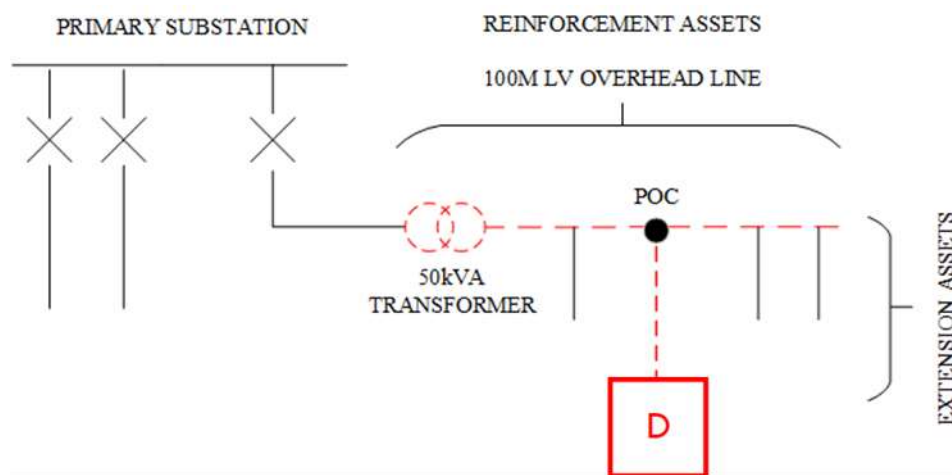 PRIMARY SUBSTATION
REINFORCEMENT ASSETS
100M LV OVERHEAD LINE
POC
50kVA
TRANSFORMER
EXTENSION ASSETS
D